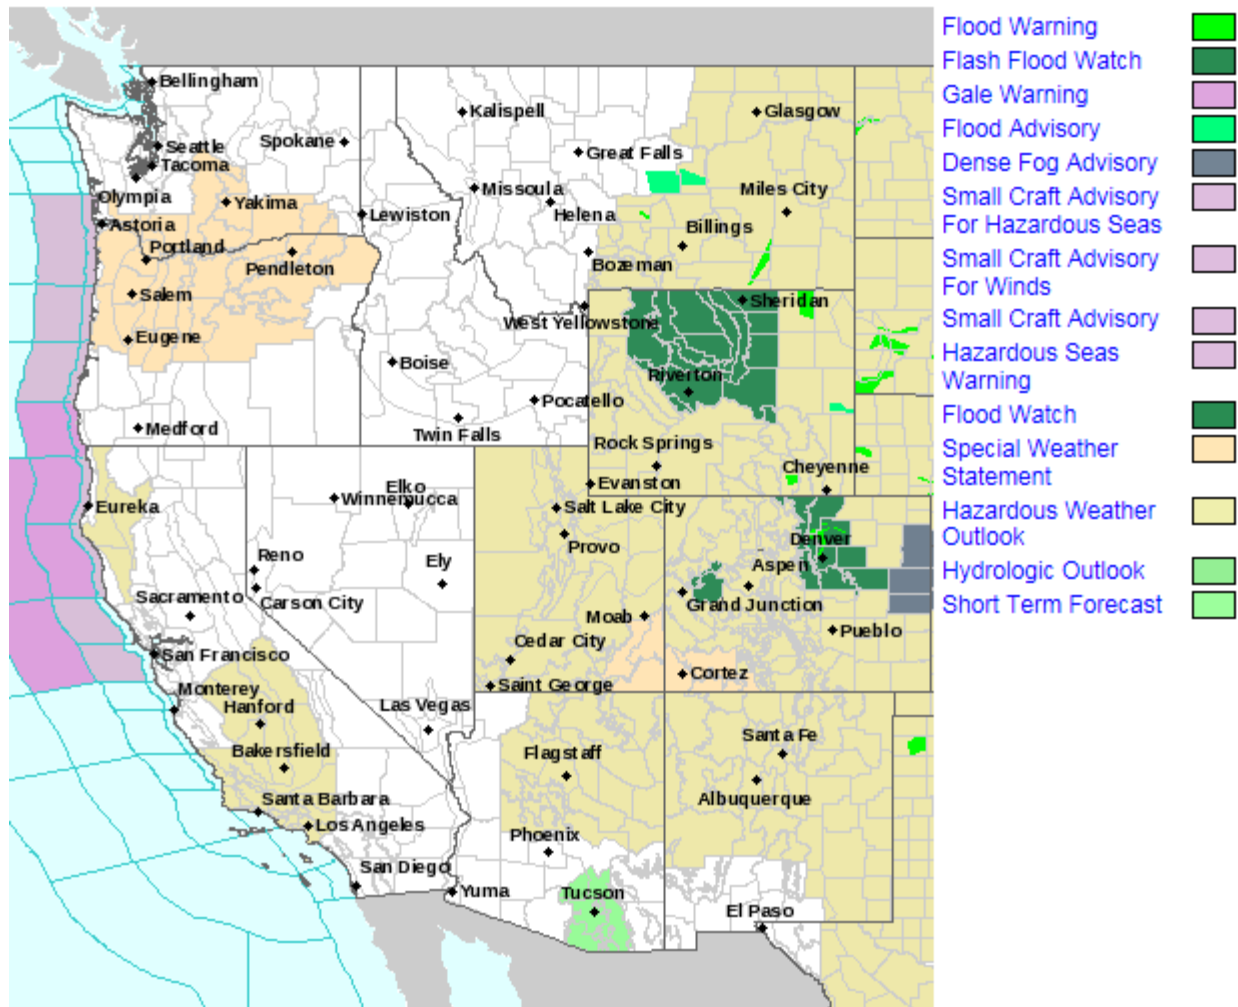 Bellingham
Kalispell
Glasgow
Seattle
Spokane
Great Falls
Tacoma
Olympia
Yakima
Lewiston
Missoula
Helena
Miles City
Astoria
Portland
Pendleton
Bozeman
Billings
Salem
Sheridan
West Yellowstone
Eugene
Boise
Riverton
Pocatello
Medford
Twin Falls
Rock Springs
Cheyenne
Elko
Winnemucca
Evanston
Eureka
Salt Lake City
Provo
Denver
Reno
Ely
Aspen
Carson City
Grand Junction
Sacramento
Moab
Pueblo
San Francisco
Cedar City
Cortez
Monterey
Saint George
Hanford
Las Vegas
Bakersfield
Flagstaff
Santa Fe
Albuquerque
Santa Barbara
Los Angeles
Phoenix
San Diego
Yuma
Tucson
El Paso
Flood Warning
Flash Flood Watch
Gale Warning
Flood Advisory
Dense Fog Advisory
Small Craft Advisory
For Hazardous Seas
Small Craft Advisory
For Winds
Small Craft Advisory
Hazardous Seas
Warning
Flood Watch
Special Weather
Statement
Hazardous Weather
Outlook
Hydrologic Outlook
Short Term Forecast